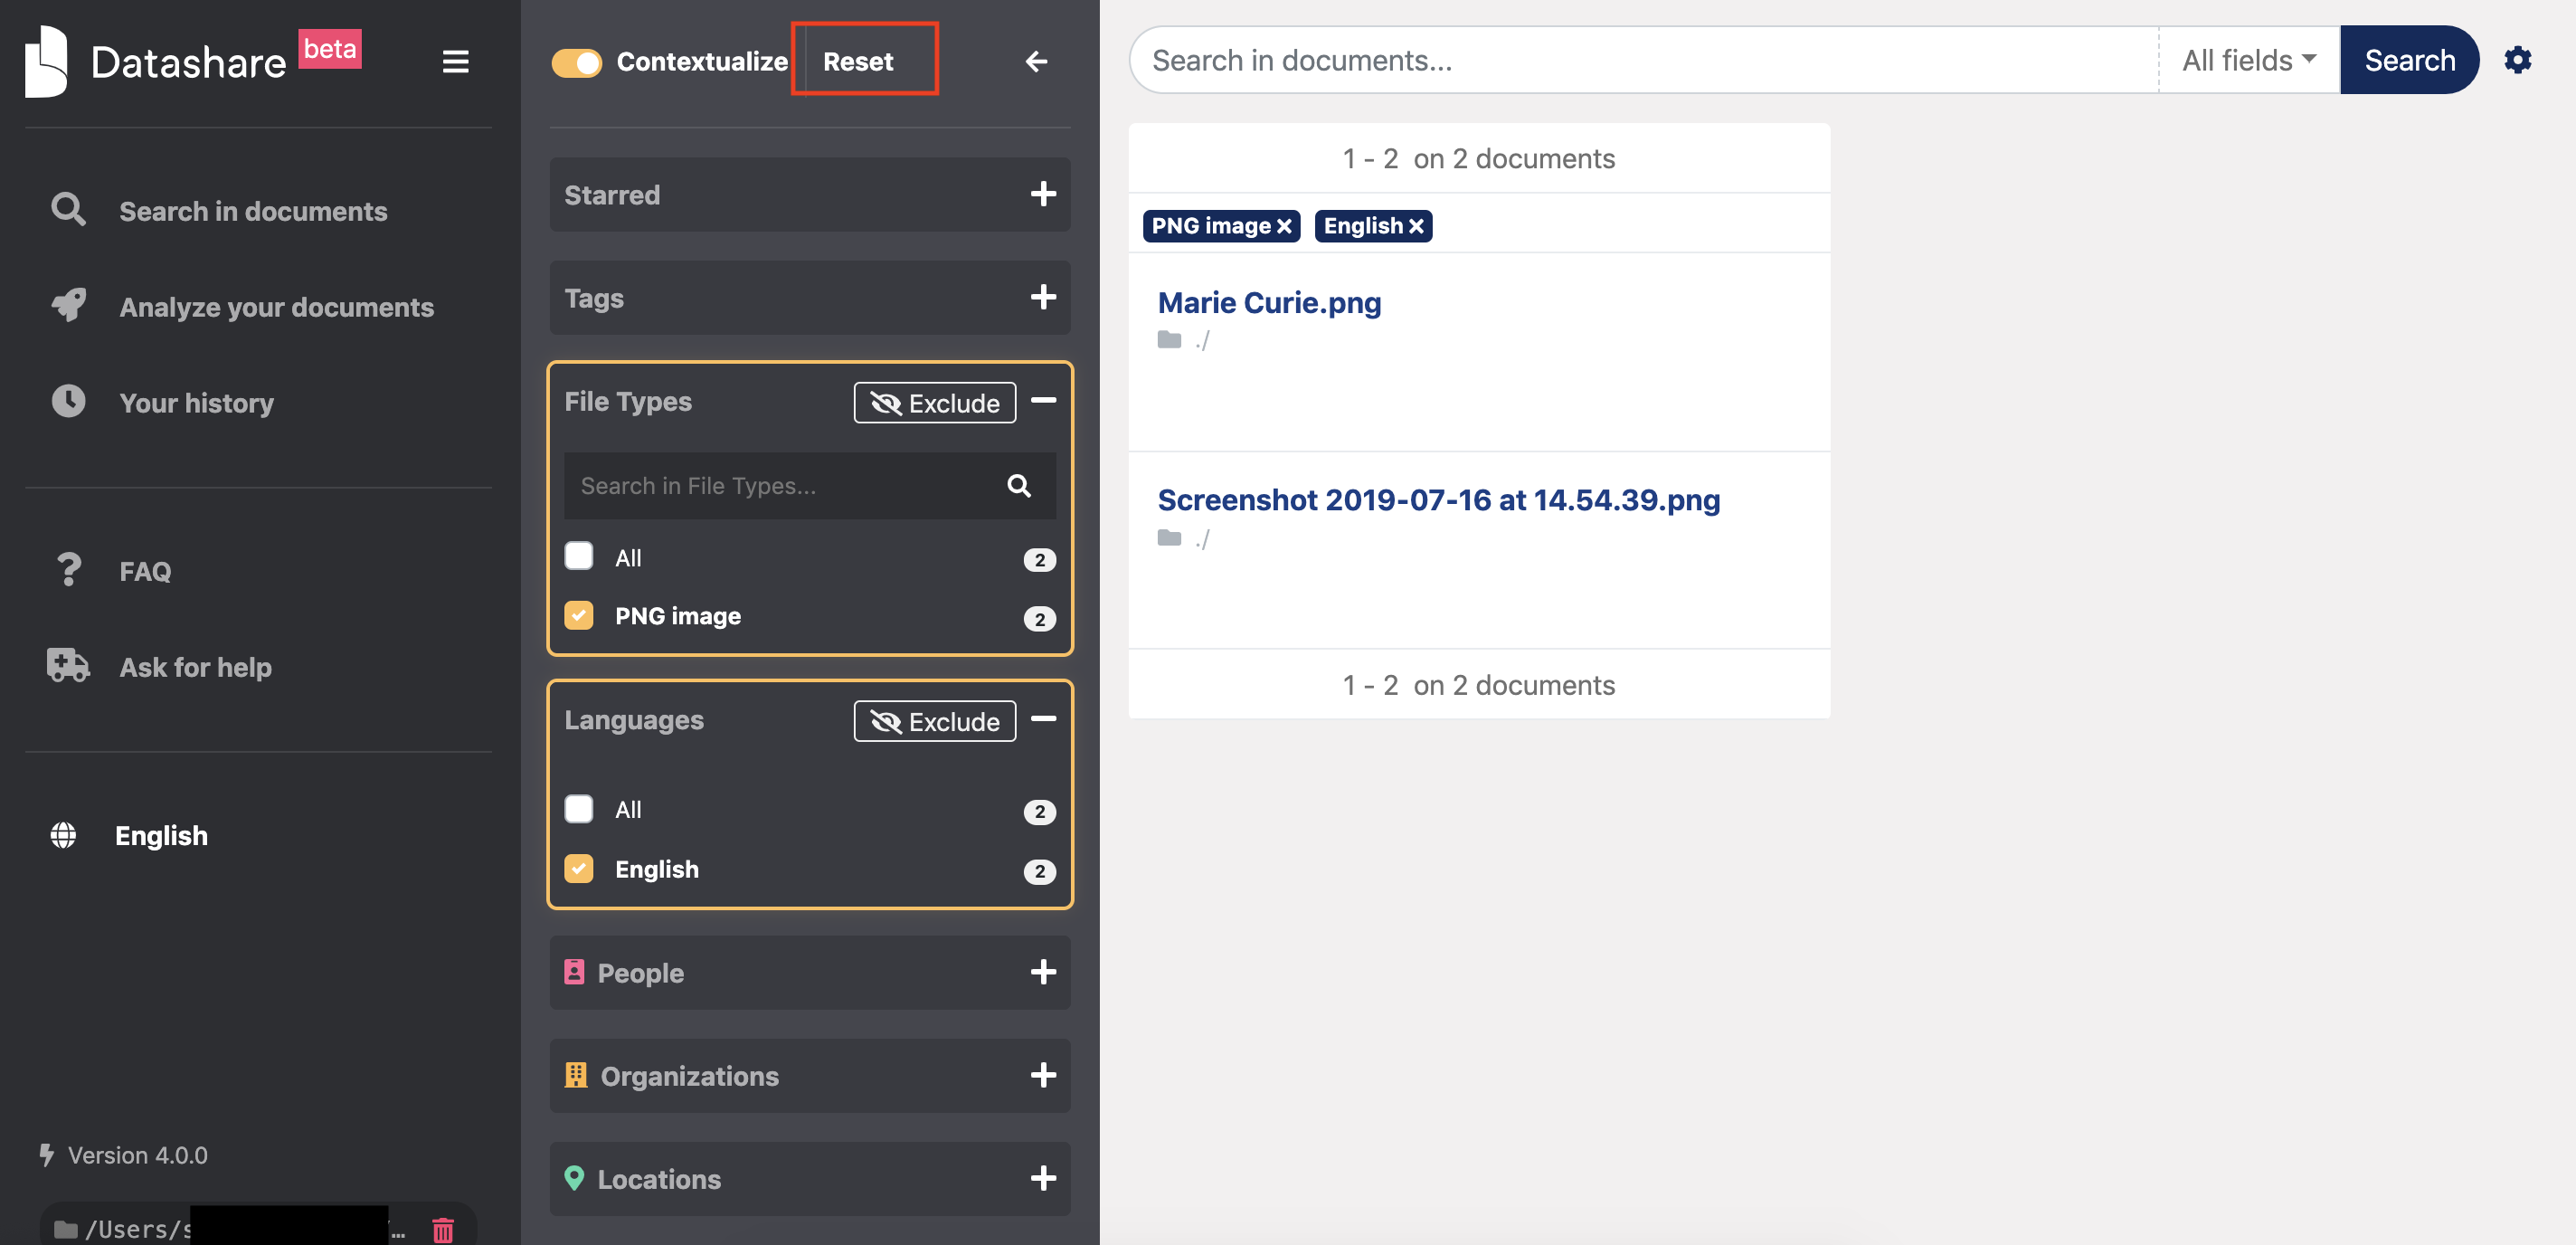 Datashare beta
Search in documents
Analyze your documents
Your history
FAQ
Ask for help
English
Version 4.0.0
/Users/s
...
Contextualize
Reset
Starred
Tags
File Types
Exclude
Search in File Types...
All
2
PNG image
2
Languages
Exclude
All
2
English
2
People
Organizations
Locations
Search in documents...
All fields
Search
1 - 2 on 2 documents
PNG image
English
Marie Curie.png
./
Screenshot 2019-07-16 at 14.54.39.png
./
1 - 2 on 2 documents